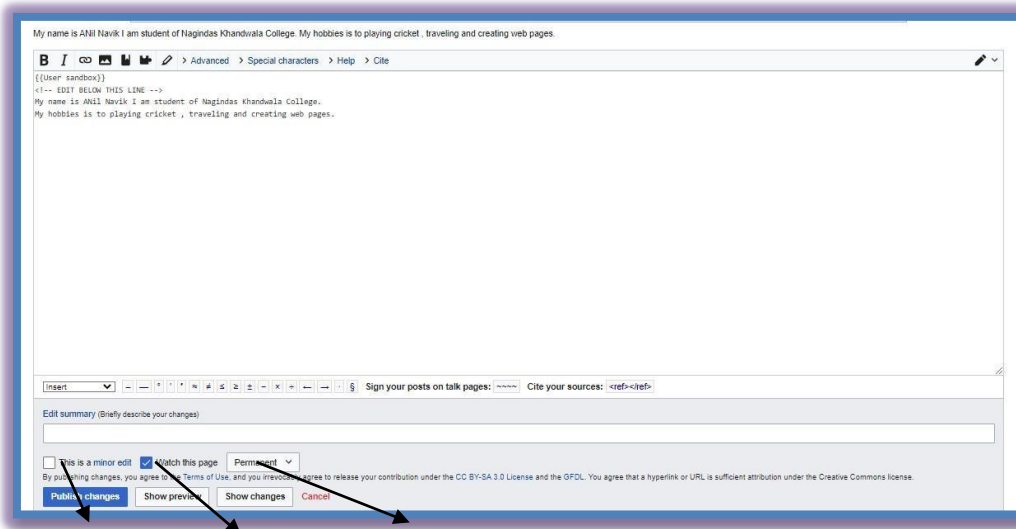 My name is ANil Navik I am student of Nagindas Khandwala College. My hobbies is to playing cricket , traveling and creating web pages.
B I > Advanced > Special characters > Help > Cite
{{User sandbox}}
<!-- EDIT BELOW THIS LINE -->
My name is ANil Navik I am student of Nagindas Khandwala College.
My hobbies is to playing cricket , traveling and creating web pages.
Insert – — ° ′ ″ ≈ ≠ ≤ ≥ ± − × ÷ ← → · § Sign your posts on talk pages: ~~~~ Cite your sources: <ref></ref>
Edit summary (Briefly describe your changes)
This is a minor edit Watch this page Permanent
By publishing changes, you agree to the Terms of Use, and you irrevocably agree to release your contribution under the CC BY-SA 3.0 License and the GFDL. You agree that a hyperlink or URL is sufficient attribution under the Creative Commons license.
Publish changes Show preview Show changes Cancel